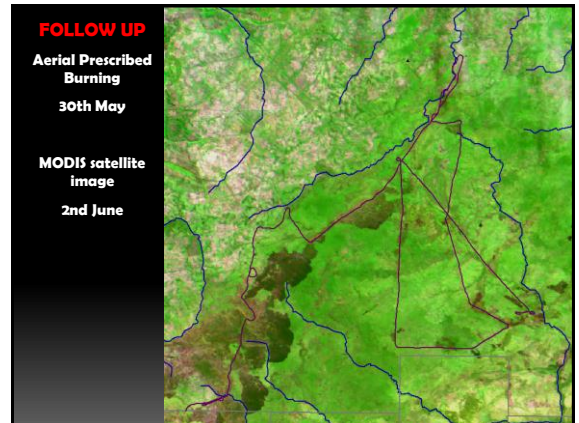 FOLLOW UP
Aerial Prescribed
Burning
30th May
MODIS satellite
image
2nd June